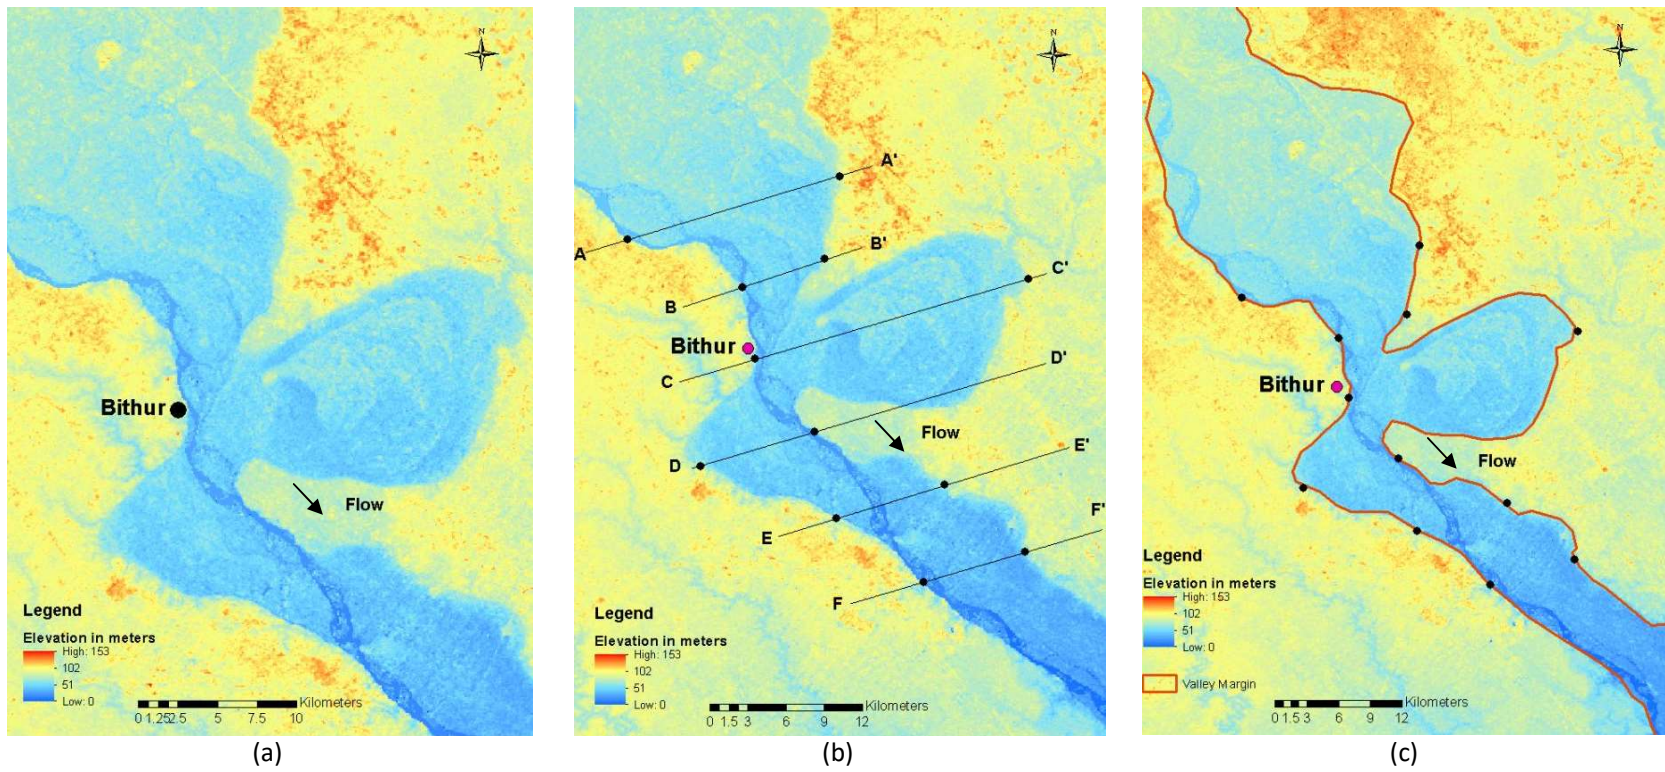 N
Bithur
Flow
Legend
Elevation in meters
High: 153
102
51
Low: 0
Kilometers
0 1.25 2.5 5 7.5 10
(a)
N
A'
A
B'
B
C'
Bithur
D'
C
Flow
E'
D
F'
E
F
Legend
Elevation in meters
High: 153
102
51
Low: 0
Kilometers
0 1.5 3 6 9 12
(b)
N
Bithur
Flow
Legend
Elevation in meters
High: 153
102
51
Low: 0
Valley Margin
Kilometers
0 1.5 3 6 9 12
(c)